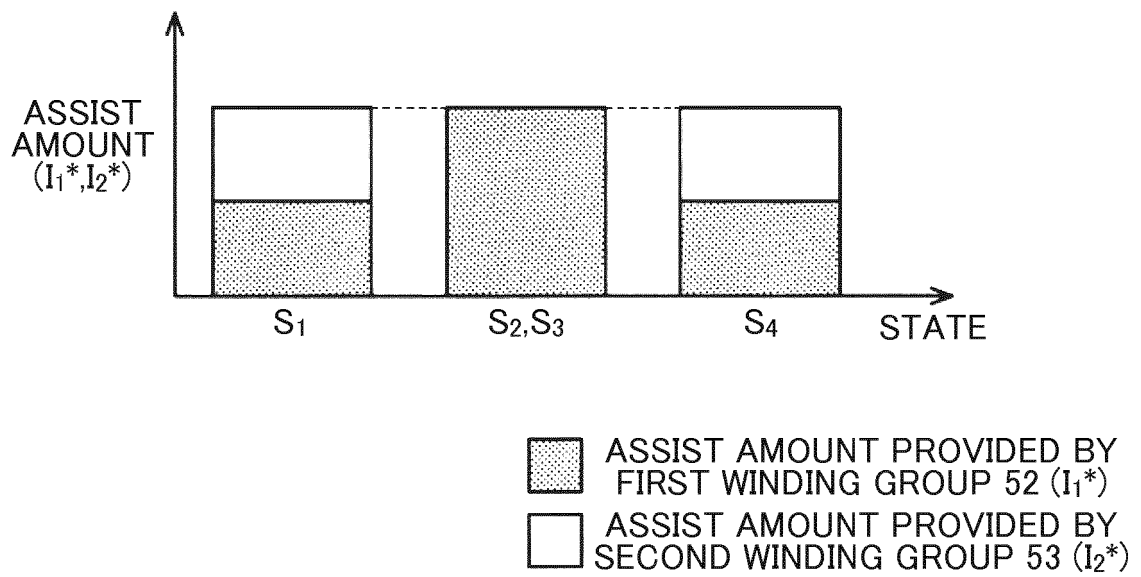 ASSIST
AMOUNT
(I₁*,I₂*)
S₁
S₂,S₃
S₄
STATE
ASSIST AMOUNT PROVIDED BY
FIRST WINDING GROUP 52 (I₁*)
ASSIST AMOUNT PROVIDED BY
SECOND WINDING GROUP 53 (I₂*)